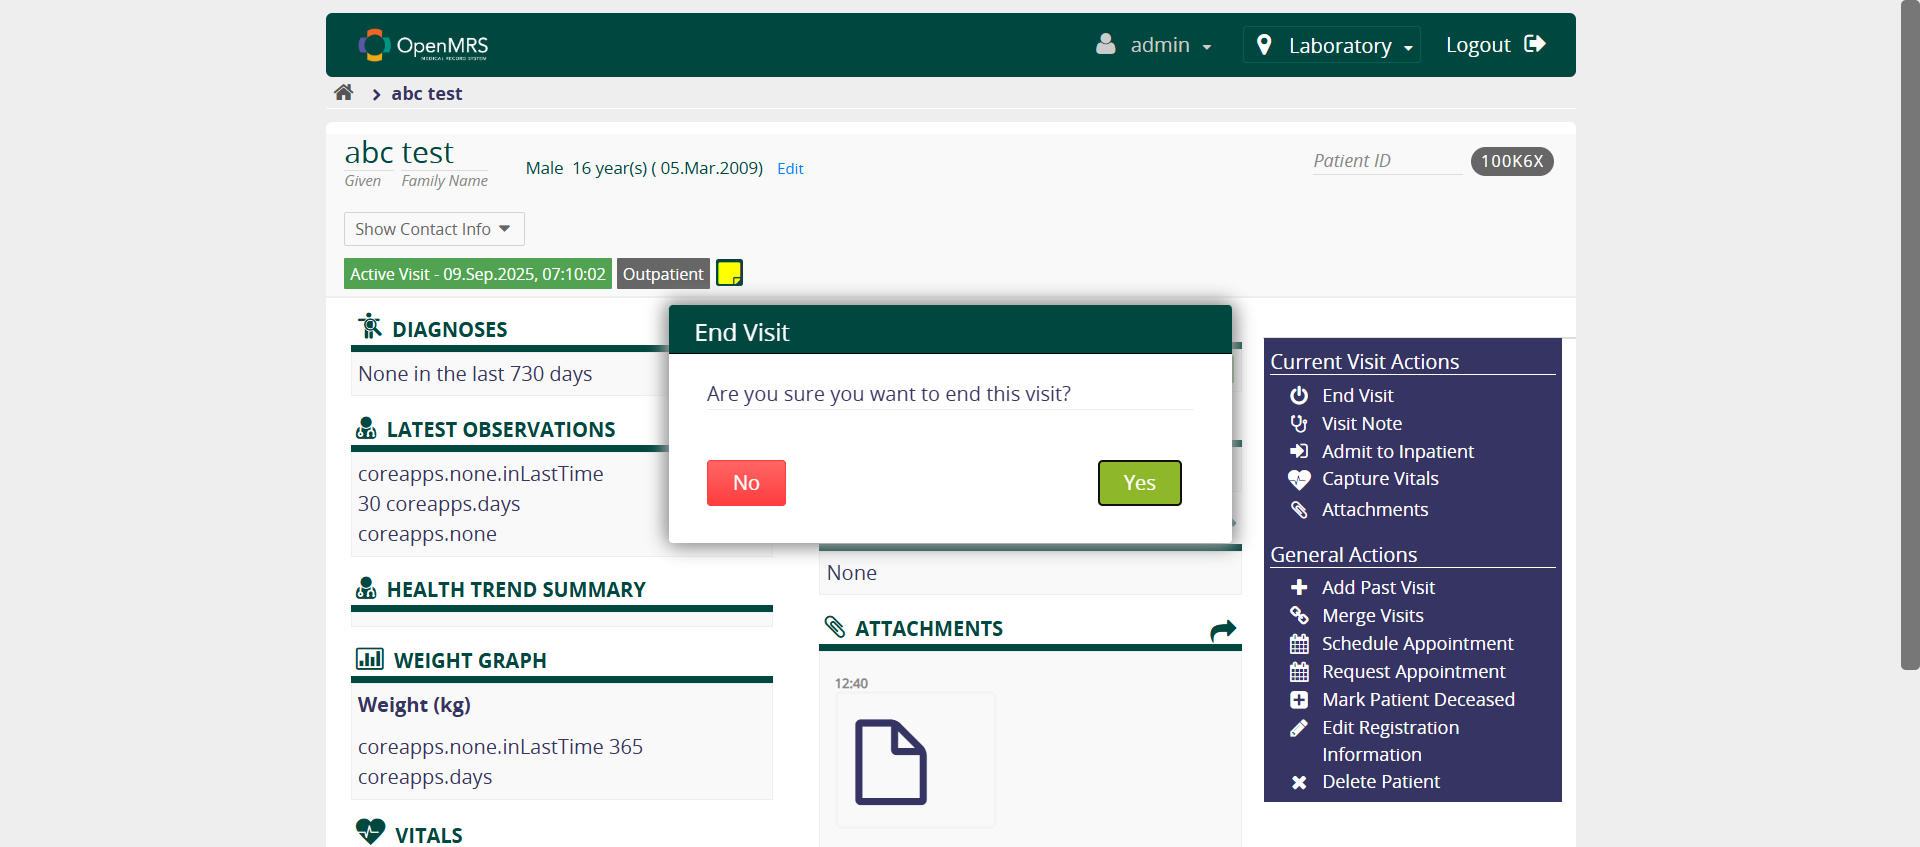 OpenMRS
MEDICAL RECORD SYSTEM
admin
Laboratory
Logout
abc test
abc test
Given Family Name
Male 16 year(s) ( 05.Mar.2009) Edit
Patient ID 100K6X
Show Contact Info
Active Visit - 09.Sep.2025, 07:10:02 Outpatient
DIAGNOSES
None in the last 730 days
LATEST OBSERVATIONS
coreapps.none.inLastTime
30 coreapps.days
coreapps.none
HEALTH TREND SUMMARY
WEIGHT GRAPH
Weight (kg)
coreapps.none.inLastTime 365
coreapps.days
VITALS
End Visit
Are you sure you want to end this visit?
No
Yes
None
ATTACHMENTS
12:40
Current Visit Actions
End Visit
Visit Note
Admit to Inpatient
Capture Vitals
Attachments
General Actions
Add Past Visit
Merge Visits
Schedule Appointment
Request Appointment
Mark Patient Deceased
Edit Registration
Information
Delete Patient